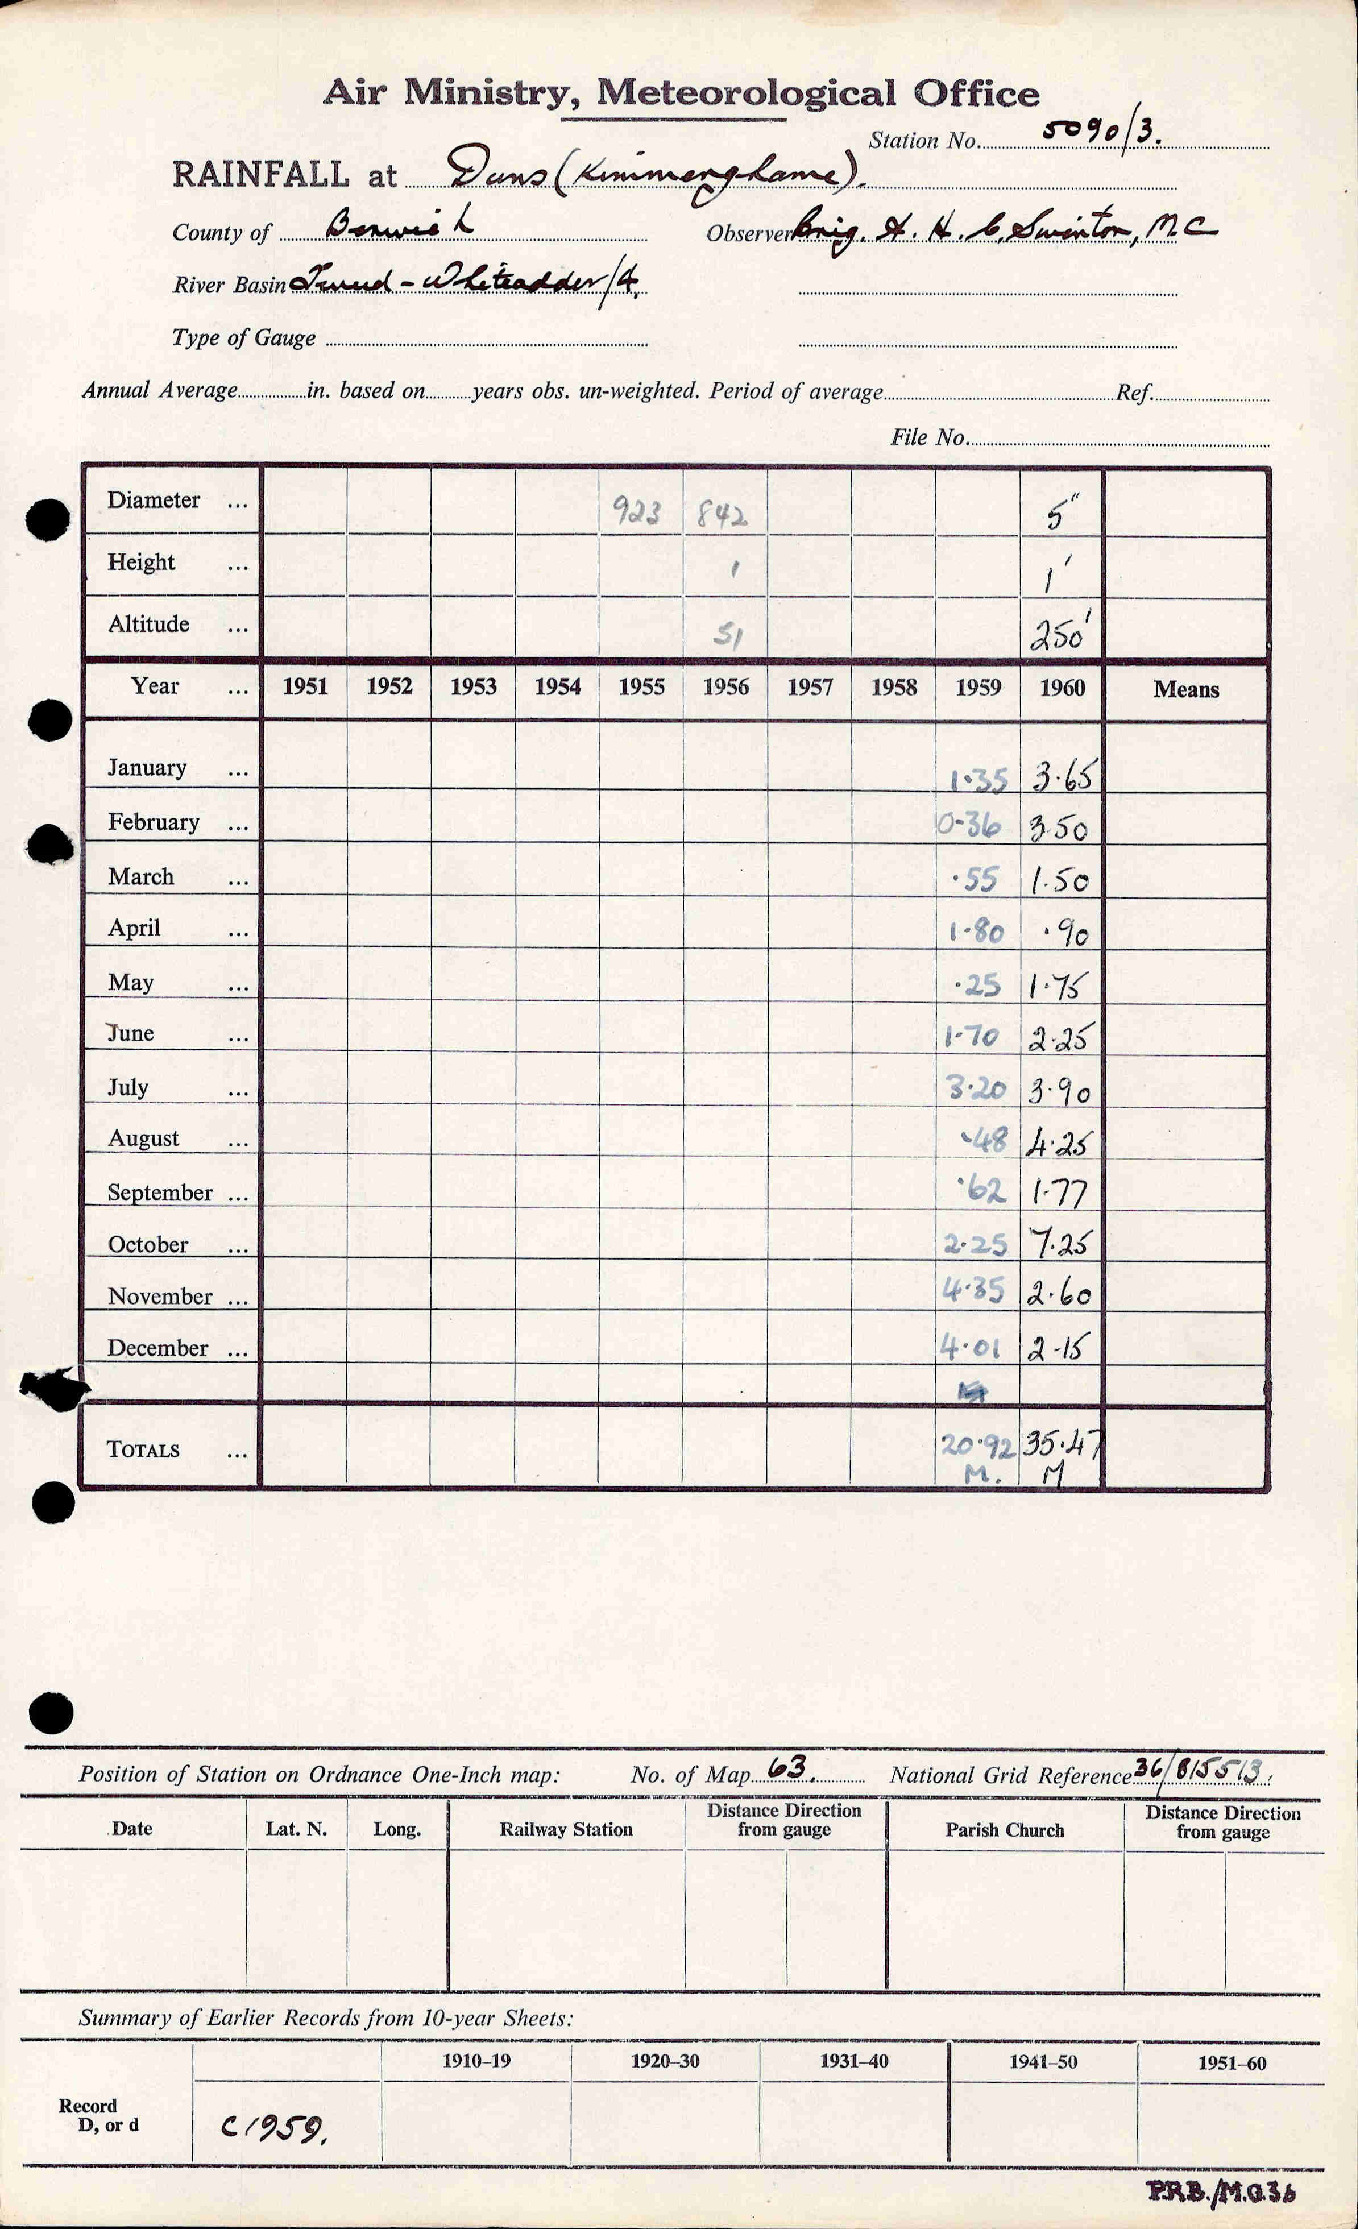 Air Ministry, Meteorological Office
Station No. 5090/3.
RAINFALL at Duns (Kimmerghame).
County of Berwick Observer Brig. A. H. C. Swinton, MC
River Basin Tweed - Whiteadder/4.
Type of Gauge
Annual Average in. based on years obs. un-weighted. Period of average Ref.
File No.
Diameter ... 923 842 5"
Height ... 1 1'
Altitude ... 51 250'
Year ... 1951 1952 1953 1954 1955 1956 1957 1958 1959 1960 Means
January ... 1.35 3.65
February ... 0.36 3.50
March ... .55 1.50
April ... 1.80 .90
May ... .25 1.75
June ... 1.70 2.25
July ... 3.20 3.90
August ... .48 4.25
September ... .62 1.77
October ... 2.25 7.25
November ... 4.35 2.60
December ... 4.01 2.15
TOTALS ... 20.92 35.47
M. M
Position of Station on Ordnance One-Inch map: No. of Map 63. National Grid Reference 36/815513.
Date Lat. N. Long. Railway Station Distance Direction from gauge Parish Church Distance Direction from gauge
Summary of Earlier Records from 10-year Sheets:
1910–19 1920–30 1931–40 1941–50 1951–60
Record
D, or d C1959.
P.R.B./M.O.36